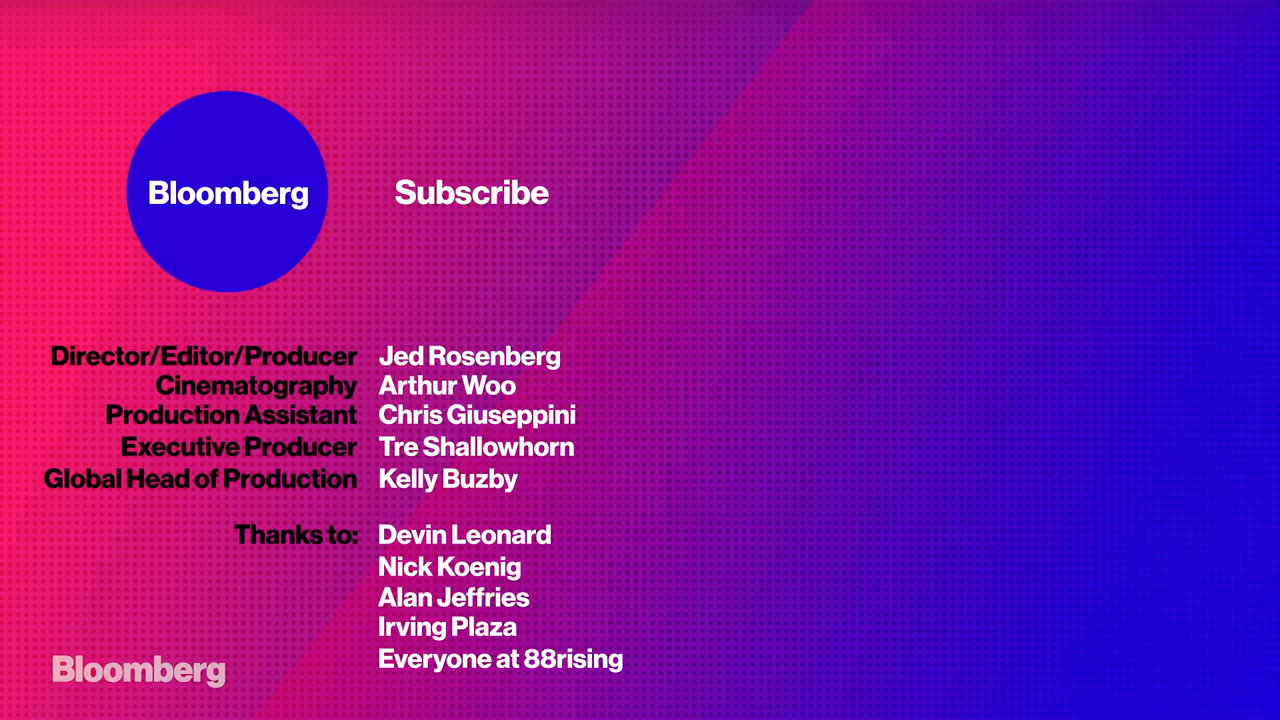 Bloomberg Subscribe
Director/Editor/Producer Jed Rosenberg
Cinematography Arthur Woo
Production Assistant Chris Giuseppini
Executive Producer Tre Shallowhorn
Global Head of Production Kelly Buzby
Thanks to: Devin Leonard
Nick Koenig
Alan Jeffries
Irving Plaza
Everyone at 88rising
Bloomberg